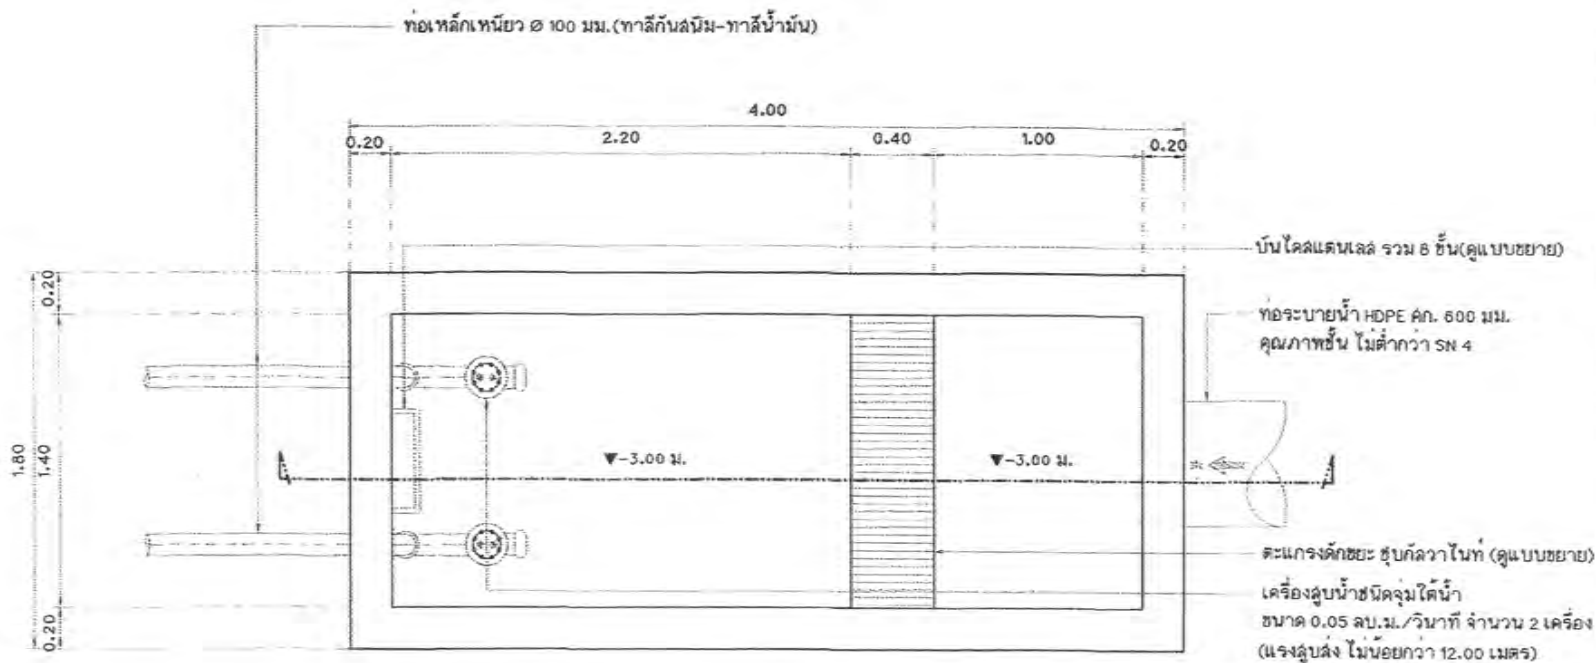 ท่อเหล็กเหนียว Ø 100 มม.(ทาสีกันสนิม-ทาสีน้ำมัน)
4.00
0.20 2.20 0.40 1.00 0.20
บันไดสแตนเลส รวม 8 ขั้น(ดูแบบขยาย)
ท่อระบายน้ำ HDPE ศก. 600 มม.
คุณภาพชั้น ไม่ต่ำกว่า SN 4
0.20
1.80
1.40
0.20
▼-3.00 ม. ▼-3.00 ม.
ตะแกรงดักขยะ ชุบกัลวาไนท์ (ดูแบบขยาย)
เครื่องสูบน้ำชนิดจุ่มใต้น้ำ
ขนาด 0.05 ลบ.ม./วินาที จำนวน 2 เครื่อง
(แรงสูบส่ง ไม่น้อยกว่า 12.00 เมตร)